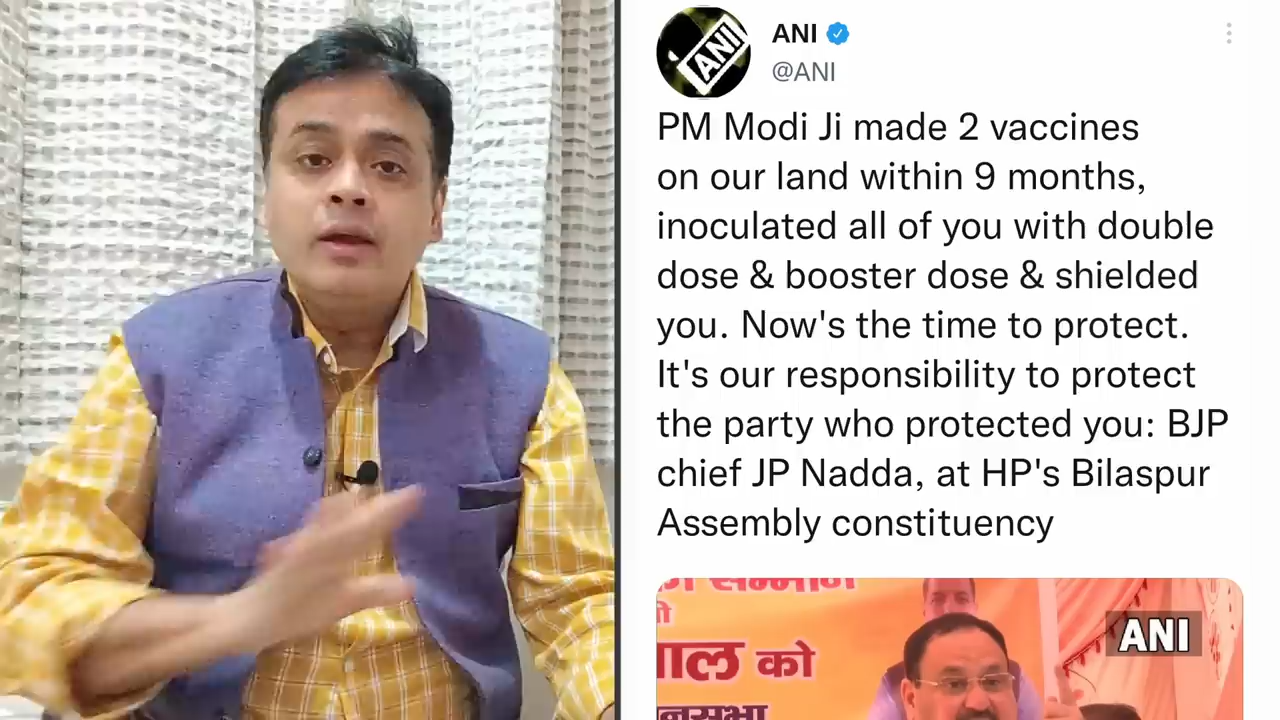 ANI
ANI
@ANI
PM Modi Ji made 2 vaccines
on our land within 9 months,
inoculated all of you with double
dose & booster dose & shielded
you. Now's the time to protect.
It's our responsibility to protect
the party who protected you: BJP
chief JP Nadda, at HP's Bilaspur
Assembly constituency
सम्मान
ANI
को